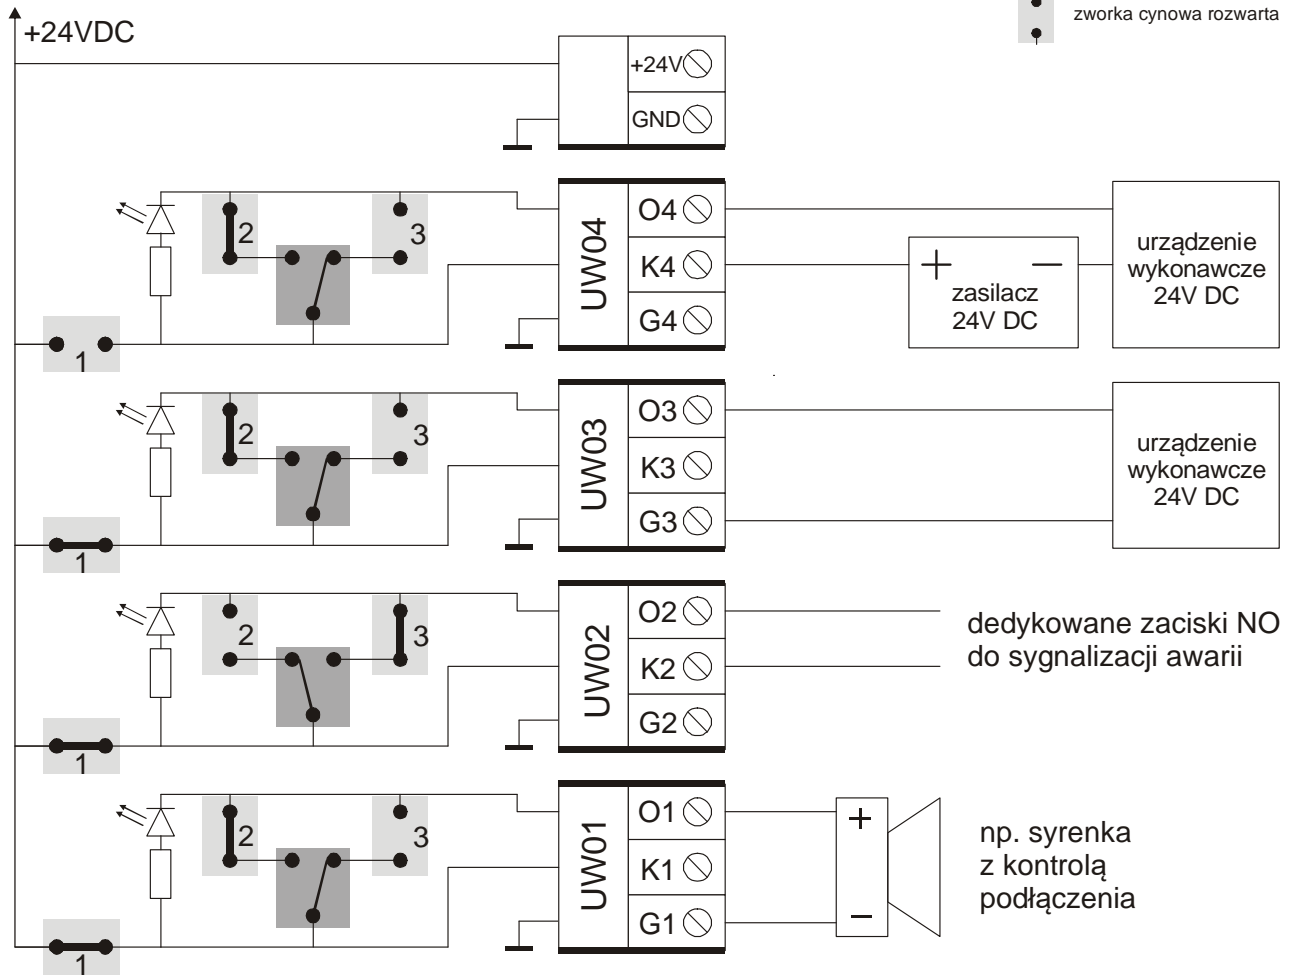 zworka cynowa rozwarta
+24VDC
+24V
GND
UW04
O4
K4
G4
2
3
1
+ −
zasilacz
24V DC
urządzenie
wykonawcze
24V DC
UW03
O3
K3
G3
2
3
1
urządzenie
wykonawcze
24V DC
UW02
O2
K2
G2
2
3
1
dedykowane zaciski NO
do sygnalizacji awarii
UW01
O1
K1
G1
2
3
1
+
−
np. syrenka
z kontrolą
podłączenia